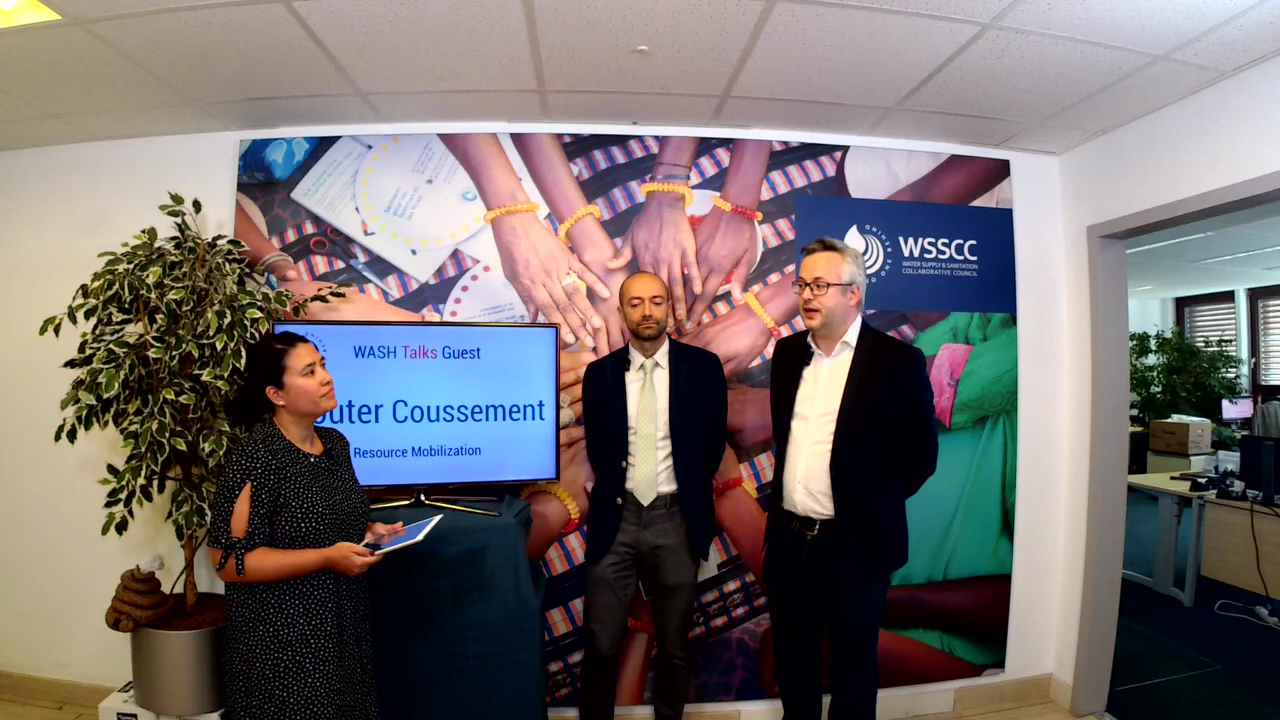 WASH Talks Guest
outer Coussement
Resource Mobilization
WSSCC
WATER SUPPLY & SANITATION
COLLABORATIVE COUNCIL